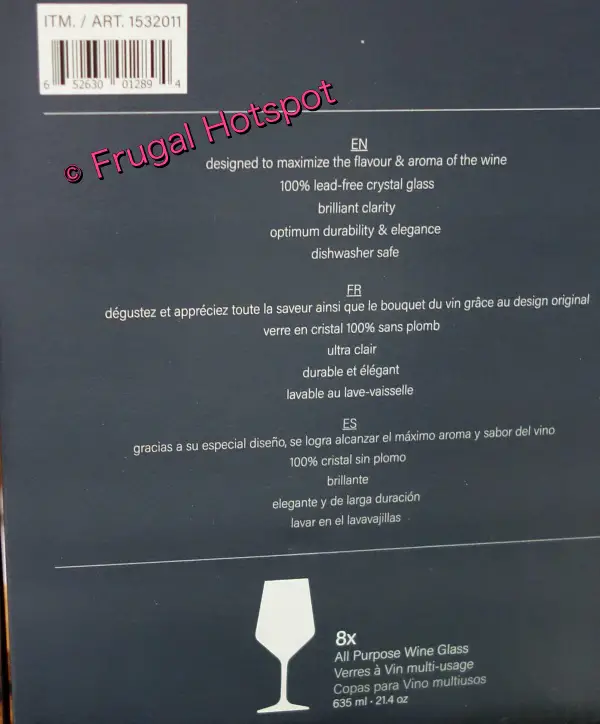 ITM. / ART. 1532011
6 52630 01289 4
© Frugal Hotspot
EN
designed to maximize the flavour & aroma of the wine
100% lead-free crystal glass
brilliant clarity
optimum durability & elegance
dishwasher safe
FR
dégustez et appréciez toute la saveur ainsi que le bouquet du vin grâce au design original
verre en cristal 100% sans plomb
ultra clair
durable et élégant
lavable au lave-vaisselle
ES
gracias a su especial diseño, se logra alcanzar el máximo aroma y sabor del vino
100% cristal sin plomo
brillante
elegante y de larga duración
lavar en el lavavajillas
8x
All Purpose Wine Glass
Verres à Vin multi-usage
Copas para Vino multiusos
635 ml · 21.4 oz